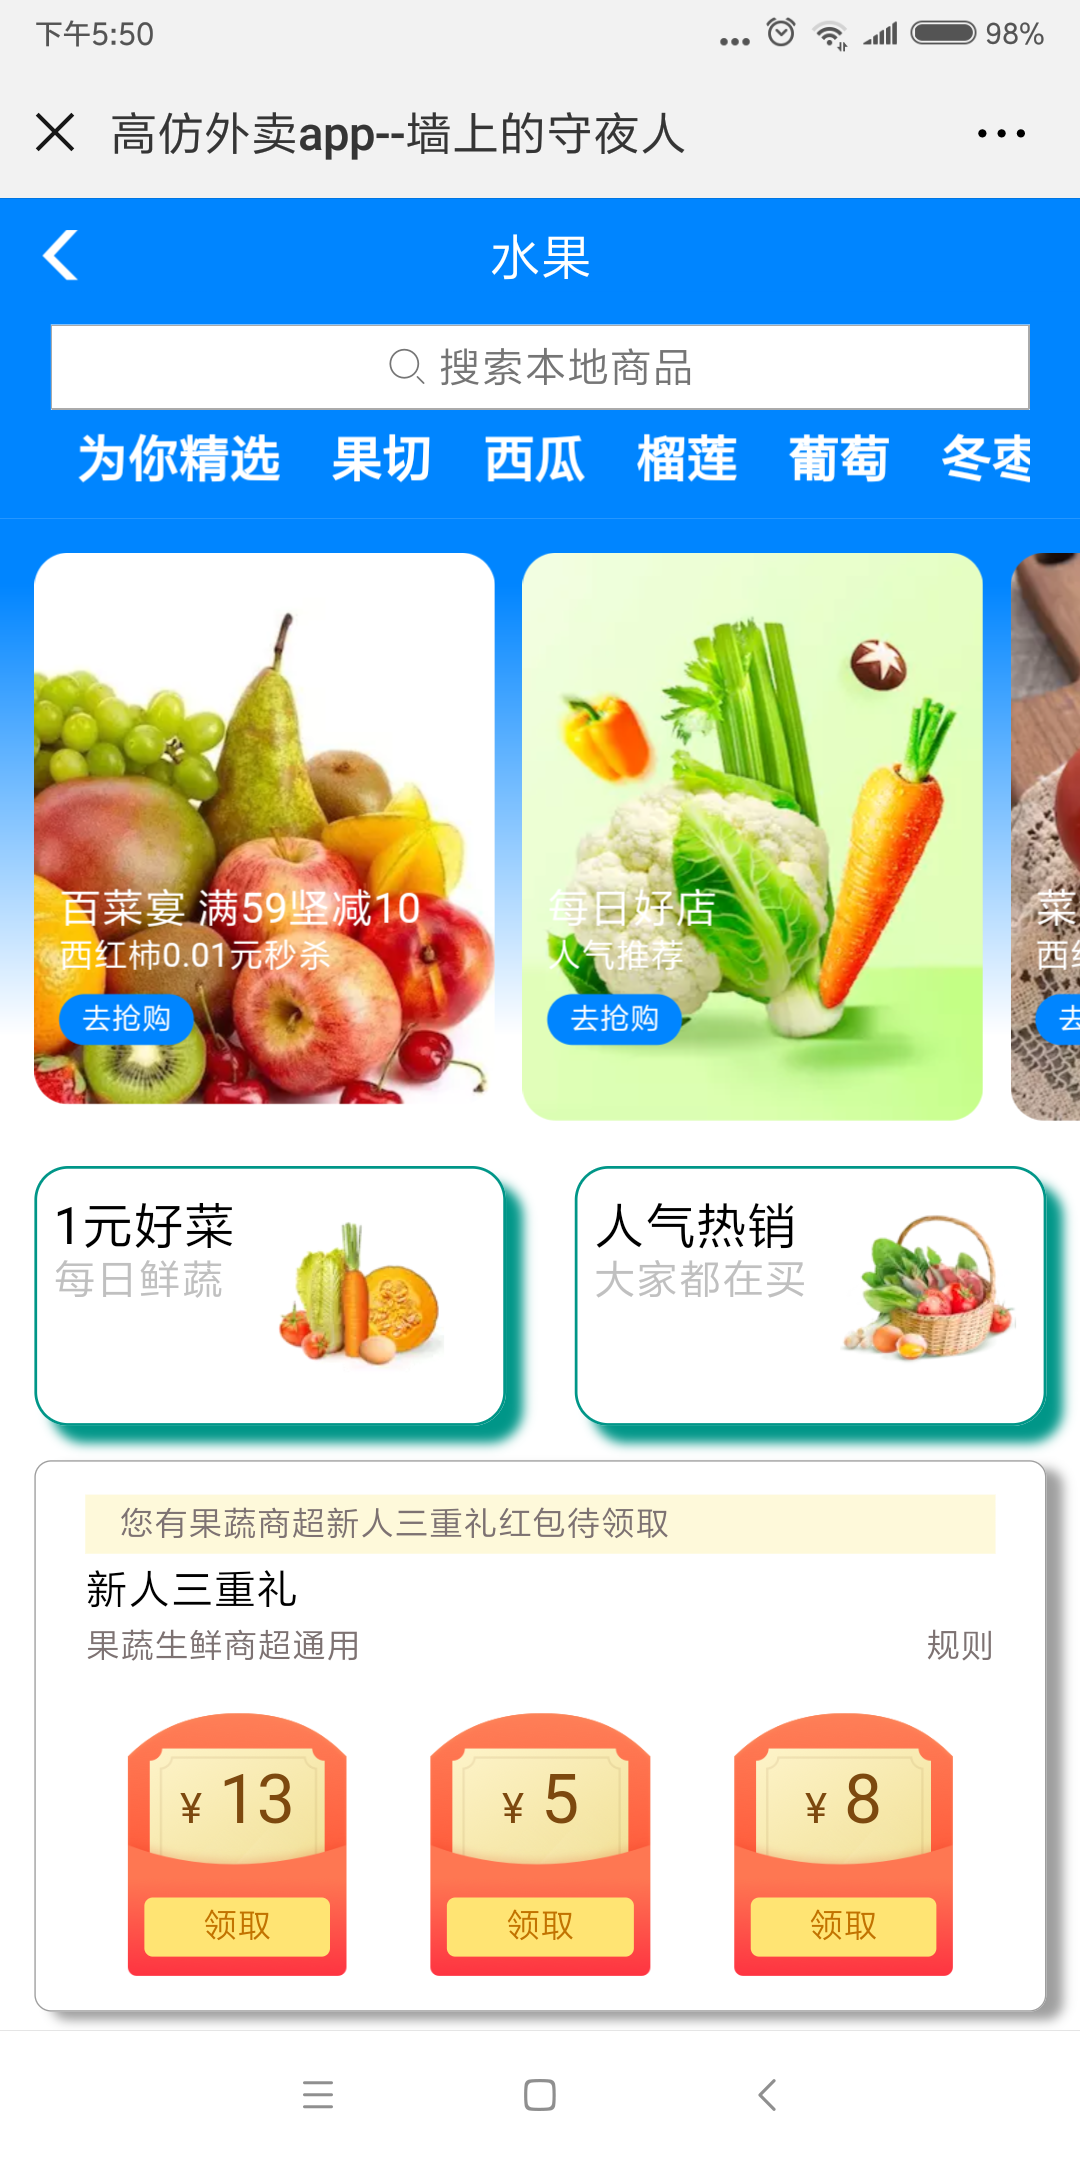 下午5:50
98%
高仿外卖app--墙上的守夜人
水果
搜索本地商品
为你精选 果切 西瓜 榴莲 葡萄 冬枣
百菜宴 满59坚减10
西红柿0.01元秒杀
去抢购
每日好店
人气推荐
去抢购
菜
西红
去
1元好菜
每日鲜蔬
人气热销
大家都在买
您有果蔬商超新人三重礼红包待领取
新人三重礼
果蔬生鲜商超通用 规则
¥ 13 ¥ 5 ¥ 8
领取 领取 领取